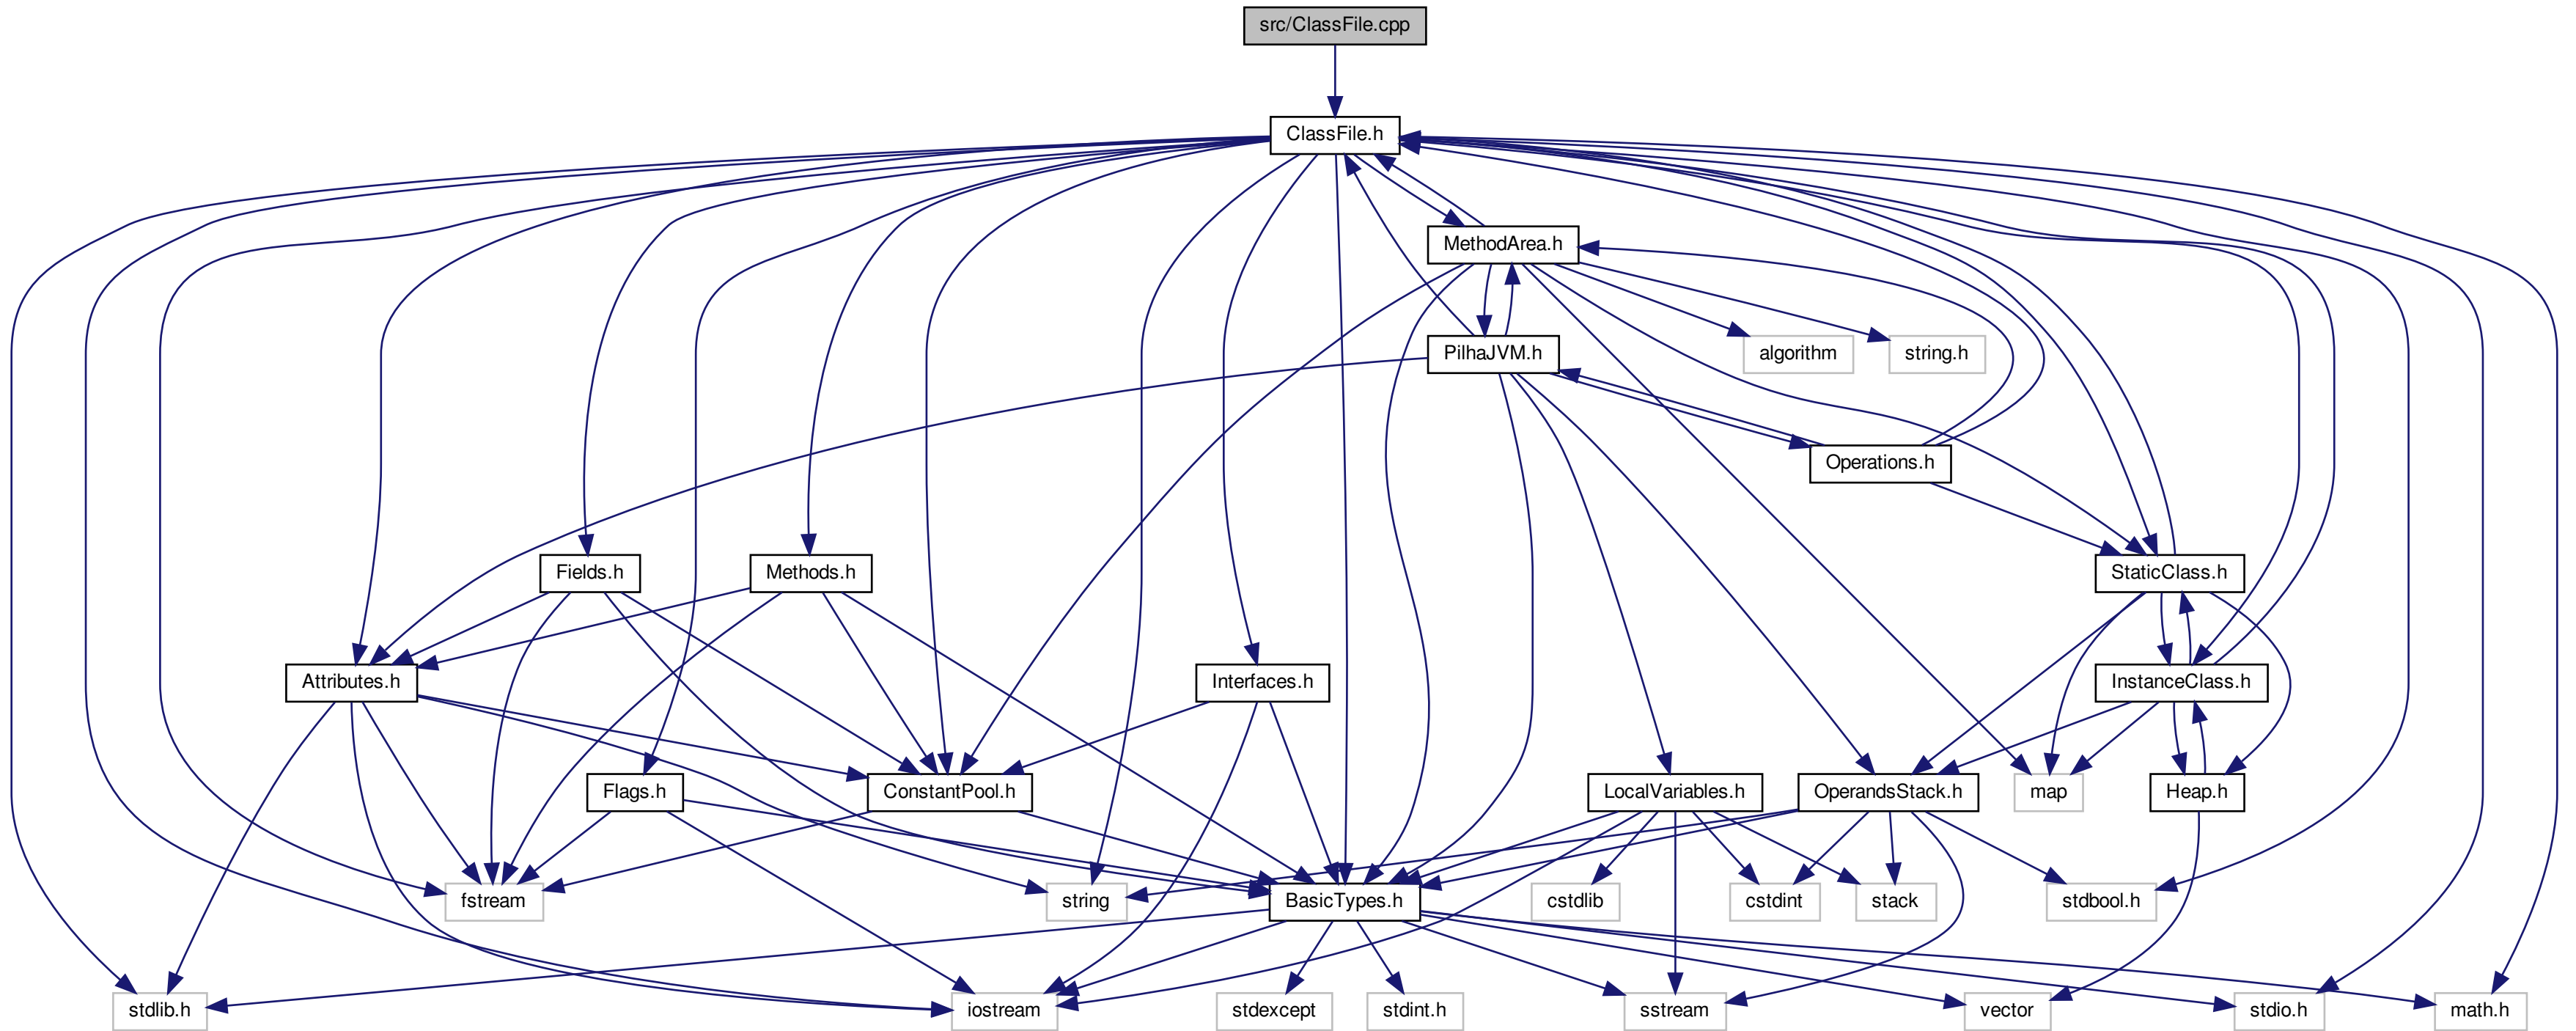 src/ClassFile.cpp
ClassFile.h
MethodArea.h
PilhaJVM.h
algorithm
string.h
Operations.h
Fields.h
Methods.h
StaticClass.h
Attributes.h
Interfaces.h
InstanceClass.h
Flags.h
ConstantPool.h
LocalVariables.h
OperandsStack.h
map
Heap.h
fstream
string
BasicTypes.h
cstdlib
cstdint
stack
stdbool.h
stdlib.h
iostream
stdexcept
stdint.h
sstream
vector
stdio.h
math.h